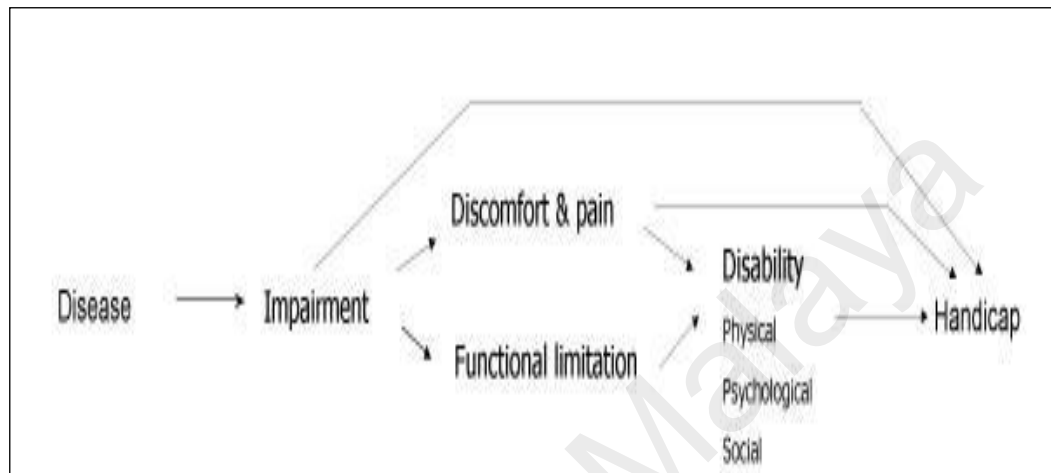 Discomfort & pain
Disease
Impairment
Functional limitation
Disability
Physical
Psychological
Social
Handicap
Malaya